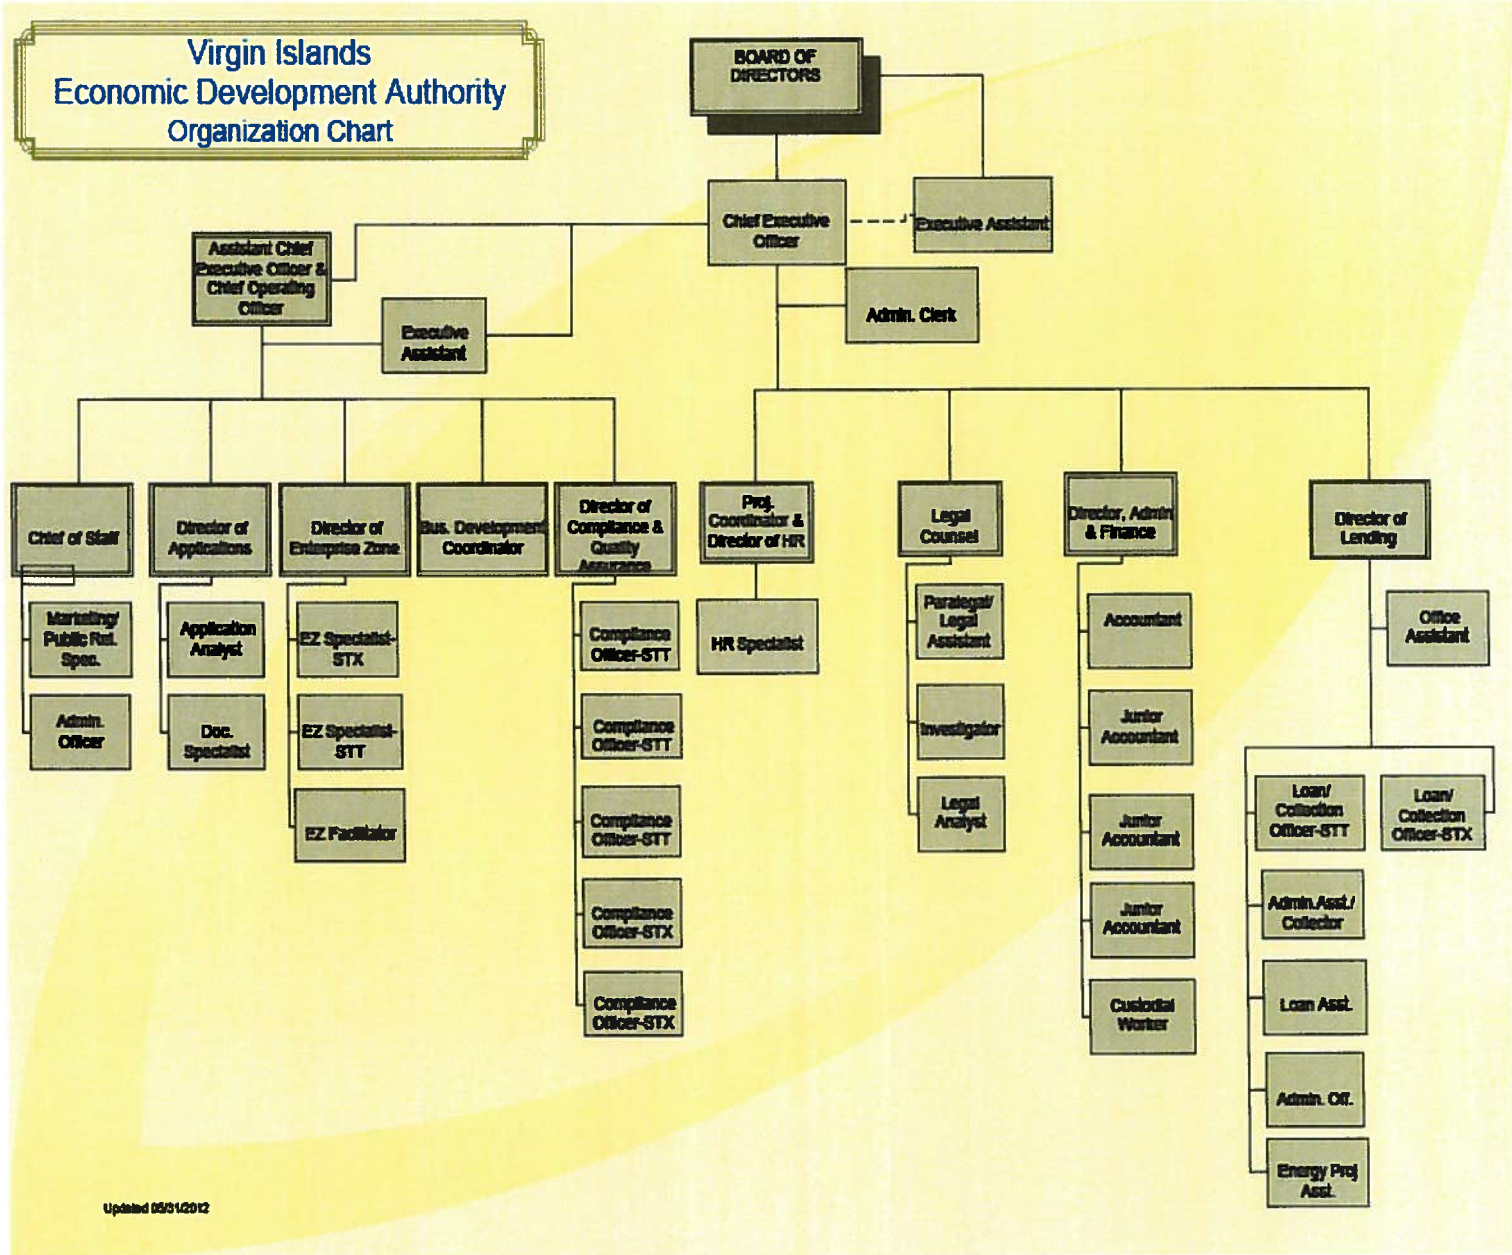 Virgin Islands
Economic Development Authority
Organization Chart
BOARD OF
DIRECTORS
Chief Executive
Officer
Executive Assistant
Assistant Chief
Executive Officer &
Chief Operating
Officer
Executive
Assistant
Admin. Clerk
Chief of Staff
Director of
Applications
Director of
Enterprise Zone
Bus. Development
Coordinator
Director of
Compliance &
Quality
Assurance
Proj.
Coordinator &
Director of HR
Legal
Counsel
Director, Admin
& Finance
Director of
Lending
Marketing/
Public Rel.
Spec.
Admin.
Officer
Application
Analyst
Doc.
Specialist
EZ Specialist-
STX
EZ Specialist-
STT
EZ Facilitator
Compliance
Officer-STT
Compliance
Officer-STT
Compliance
Officer-STT
Compliance
Officer-STX
Compliance
Officer-STX
HR Specialist
Paralegal/
Legal
Assistant
Investigator
Legal
Analyst
Accountant
Junior
Accountant
Junior
Accountant
Junior
Accountant
Custodial
Worker
Office
Assistant
Loan/
Collection
Officer-STT
Loan/
Collection
Officer-STX
Admin.Asst./
Collector
Loan Asst.
Admin. Off.
Energy Proj
Asst.
Updated 05/31/2012